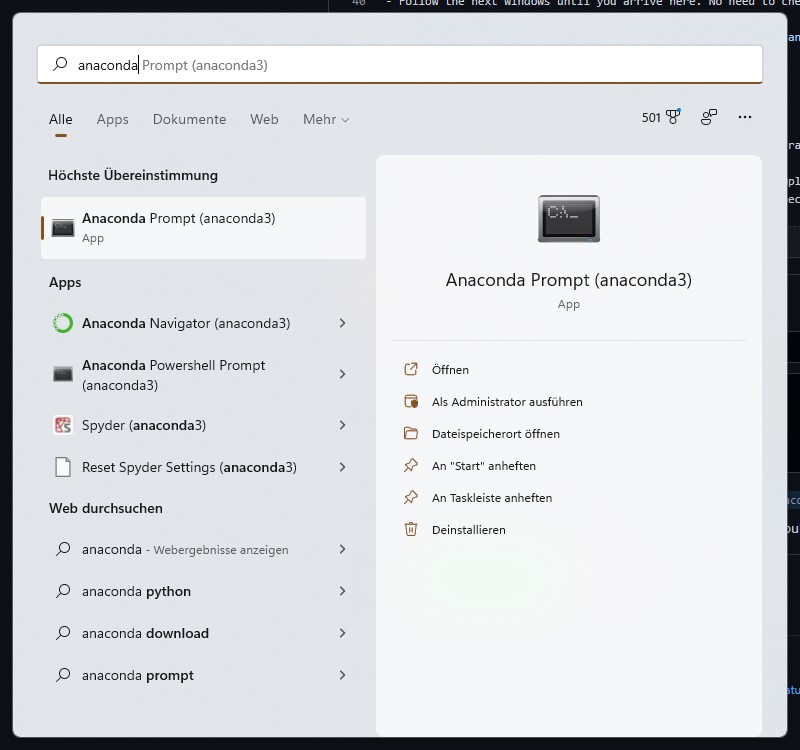 40 - Follow the next windows until you arrive here. No need to che
anaconda Prompt (anaconda3)
Alle Apps Dokumente Web Mehr
501
Höchste Übereinstimmung
Anaconda Prompt (anaconda3)
App
Apps
Anaconda Navigator (anaconda3)
Anaconda Powershell Prompt
(anaconda3)
Spyder (anaconda3)
Reset Spyder Settings (anaconda3)
Web durchsuchen
anaconda - Webergebnisse anzeigen
anaconda python
anaconda download
anaconda prompt
C:\_
Anaconda Prompt (anaconda3)
App
Öffnen
Als Administrator ausführen
Dateispeicherort öffnen
An "Start" anheften
An Taskleiste anheften
Deinstallieren